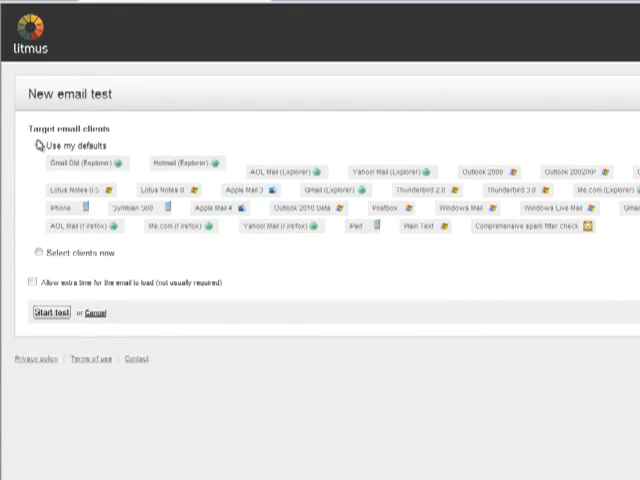 litmus
New email test
Target email clients
Use my defaults
Gmail Old (Explorer) Hotmail (Explorer) AOL Mail (Explorer) Yahoo! Mail (Explorer) Outlook 2000 Outlook 2002/XP
Lotus Notes 6.5 Lotus Notes 8 Apple Mail 3 Gmail (Explorer) Thunderbird 2.0 Thunderbird 3.0 Me.com (Explorer)
iPhone Symbian S60 Apple Mail 4 Outlook 2010 Beta Postbox Windows Mail Windows Live Mail Gmai
AOL Mail (Firefox) Me.com (Firefox) Yahoo! Mail (Firefox) iPad Plain Text Comprehensive spam filter check
Select clients now
Allow extra time for the email to load (not usually required)
Start test or Cancel
Privacy policy Terms of use Contact